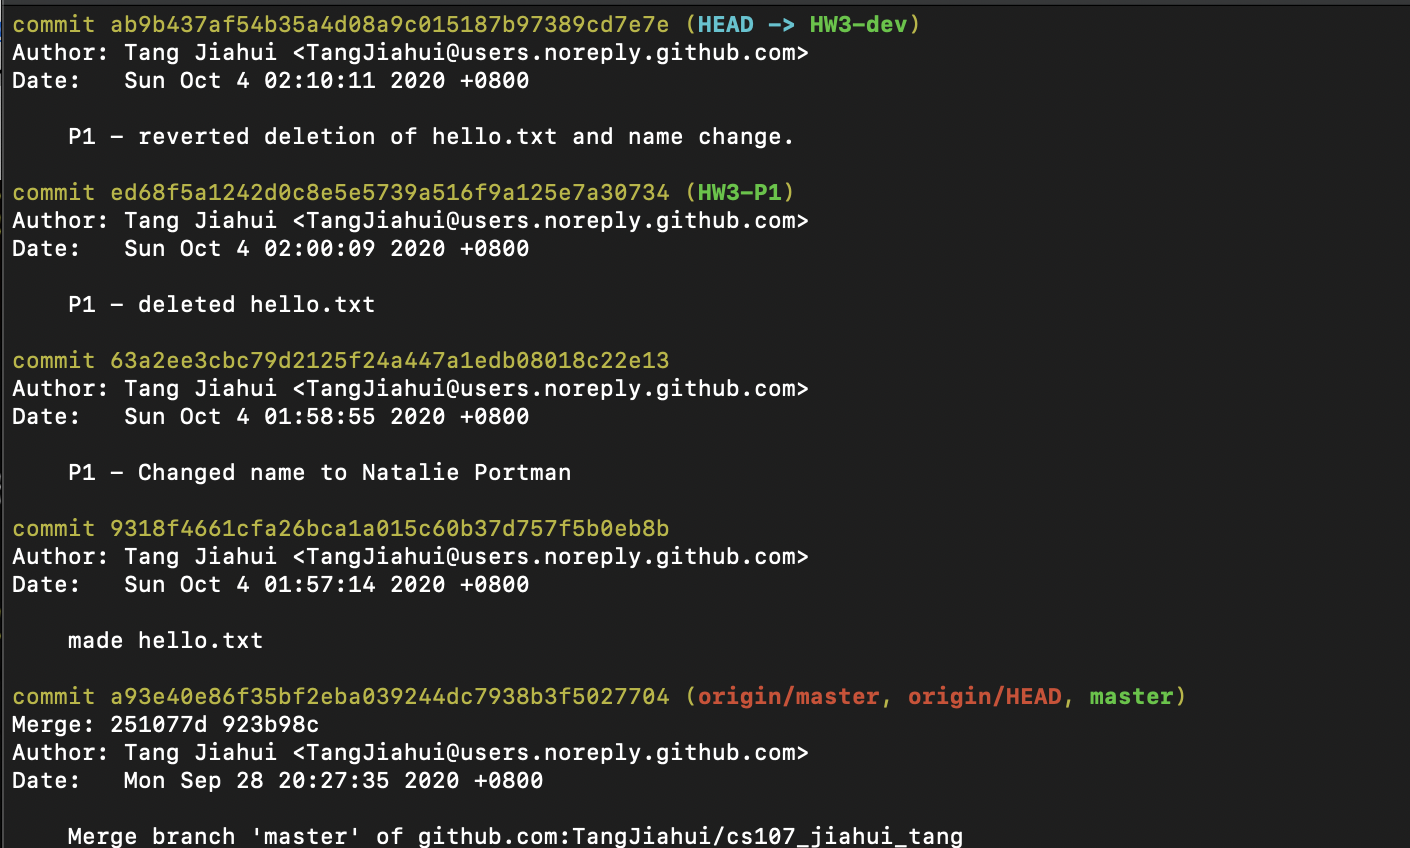 commit ab9b437af54b35a4d08a9c015187b97389cd7e7e (HEAD -> HW3-dev)
Author: Tang Jiahui <TangJiahui@users.noreply.github.com>
Date:   Sun Oct 4 02:10:11 2020 +0800
P1 - reverted deletion of hello.txt and name change.
commit ed68f5a1242d0c8e5e5739a516f9a125e7a30734 (HW3-P1)
Author: Tang Jiahui <TangJiahui@users.noreply.github.com>
Date:   Sun Oct 4 02:00:09 2020 +0800
P1 - deleted hello.txt
commit 63a2ee3cbc79d2125f24a447a1edb08018c22e13
Author: Tang Jiahui <TangJiahui@users.noreply.github.com>
Date:   Sun Oct 4 01:58:55 2020 +0800
P1 - Changed name to Natalie Portman
commit 9318f4661cfa26bca1a015c60b37d757f5b0eb8b
Author: Tang Jiahui <TangJiahui@users.noreply.github.com>
Date:   Sun Oct 4 01:57:14 2020 +0800
made hello.txt
commit a93e40e86f35bf2eba039244dc7938b3f5027704 (origin/master, origin/HEAD, master)
Merge: 251077d 923b98c
Author: Tang Jiahui <TangJiahui@users.noreply.github.com>
Date:   Mon Sep 28 20:27:35 2020 +0800
Merge branch 'master' of github.com:TangJiahui/cs107_jiahui_tang